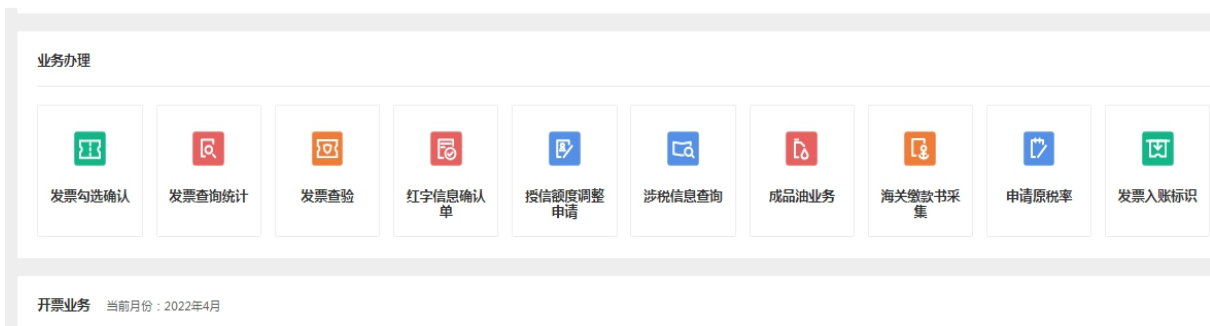 业务办理
发票勾选确认
发票查询统计
发票查验
红字信息确认
单
授信额度调整
申请
涉税信息查询
成品油业务
海关缴款书采
集
申请原税率
发票入账标识
开票业务 当前月份：2022年4月